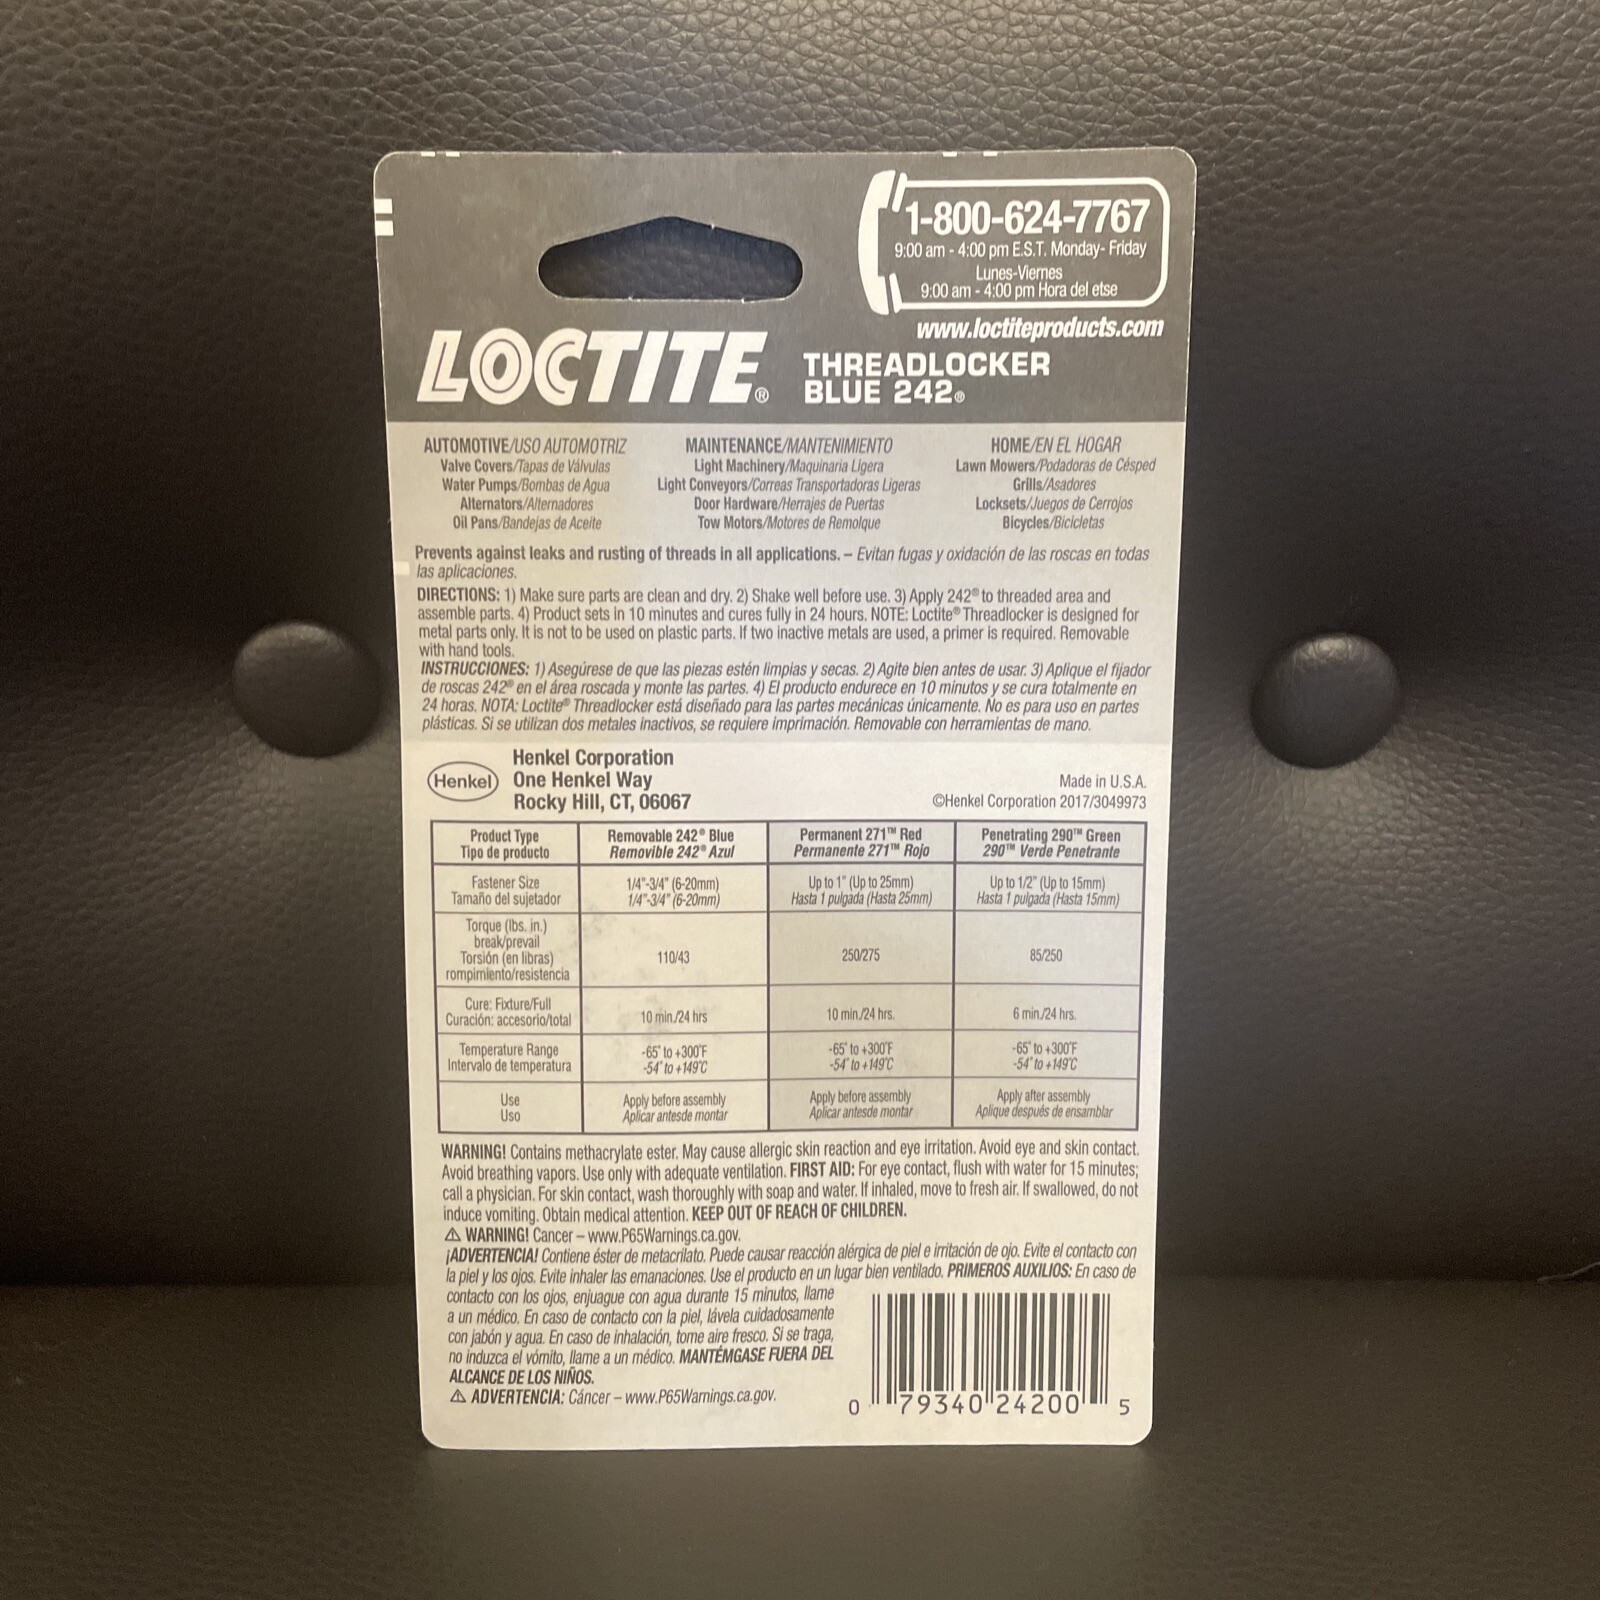 1-800-624-7767
9:00 am - 4:00 pm E.S.T. Monday- Friday
Lunes-Viernes
9:00 am - 4:00 pm Hora del etse
www.loctiteproducts.com
LOCTITE®
THREADLOCKER
BLUE 242®
AUTOMOTIVE/USO AUTOMOTRIZ
Valve Covers/Tapas de Válvulas
Water Pumps/Bombas de Agua
Alternators/Alternadores
Oil Pans/Bandejas de Aceite
MAINTENANCE/MANTENIMIENTO
Light Machinery/Maquinaria Ligera
Light Conveyors/Correas Transportadoras Ligeras
Door Hardware/Herrajes de Puertas
Tow Motors/Motores de Remolque
HOME/EN EL HOGAR
Lawn Mowers/Podadoras de Césped
Grills/Asadores
Locksets/Juegos de Cerrojos
Bicycles/Bicicletas
Prevents against leaks and rusting of threads in all applications. – Evitan fugas y oxidación de las roscas en todas
las aplicaciones.
DIRECTIONS: 1) Make sure parts are clean and dry. 2) Shake well before use. 3) Apply 242® to threaded area and
assemble parts. 4) Product sets in 10 minutes and cures fully in 24 hours. NOTE: Loctite® Threadlocker is designed for
metal parts only. It is not to be used on plastic parts. If two inactive metals are used, a primer is required. Removable
with hand tools.
INSTRUCCIONES: 1) Asegúrese de que las piezas estén limpias y secas. 2) Agite bien antes de usar. 3) Aplique el fijador
de roscas 242® en el área roscada y monte las partes. 4) El producto endurece en 10 minutos y se cura totalmente en
24 horas. NOTA: Loctite® Threadlocker está diseñado para las partes mecánicas únicamente. No es para uso en partes
plásticas. Si se utilizan dos metales inactivos, se requiere imprimación. Removable con herramientas de mano.
Henkel
Henkel Corporation
One Henkel Way
Rocky Hill, CT, 06067
Made in U.S.A.
©Henkel Corporation 2017/3049973
Product Type
Tipo de producto
Removable 242® Blue
Removible 242® Azul
Permanent 271™ Red
Permanente 271™ Rojo
Penetrating 290™ Green
290™ Verde Penetrante
Fastener Size
Tamaño del sujetador
1/4"-3/4" (6-20mm)
1/4"-3/4" (6-20mm)
Up to 1" (Up to 25mm)
Hasta 1 pulgada (Hasta 25mm)
Up to 1/2" (Up to 15mm)
Hasta 1 pulgada (Hasta 15mm)
Torque (lbs. in.)
break/prevail
Torsión (en libras)
rompimiento/resistencia
110/43
250/275
85/250
Cure: Fixture/Full
Curación: accesorio/total
10 min./24 hrs
10 min./24 hrs.
6 min./24 hrs.
Temperature Range
Intervalo de temperatura
-65° to +300°F
-54° to +149°C
-65° to +300°F
-54° to +149°C
-65° to +300°F
-54° to +149°C
Use
Uso
Apply before assembly
Aplicar antesde montar
Apply before assembly
Aplicar antesde montar
Apply after assembly
Aplique después de ensamblar
WARNING! Contains methacrylate ester. May cause allergic skin reaction and eye irritation. Avoid eye and skin contact.
Avoid breathing vapors. Use only with adequate ventilation. FIRST AID: For eye contact, flush with water for 15 minutes;
call a physician. For skin contact, wash thoroughly with soap and water. If inhaled, move to fresh air. If swallowed, do not
induce vomiting. Obtain medical attention. KEEP OUT OF REACH OF CHILDREN.
⚠ WARNING! Cancer – www.P65Warnings.ca.gov.
¡ADVERTENCIA! Contiene éster de metacrilato. Puede causar reacción alérgica de piel e irritación de ojo. Evite el contacto con
la piel y los ojos. Evite inhaler las emanaciones. Use el producto en un lugar bien ventilado. PRIMEROS AUXILIOS: En caso de
contacto con los ojos, enjuague con agua durante 15 minutos, llame
a un médico. En caso de contacto con la piel, lávela cuidadosamente
con jabón y agua. En caso de inhalación, tome aire fresco. Si se traga,
no induzca el vómito, llame a un médico. MANTÉMGASE FUERA DEL
ALCANCE DE LOS NIÑOS.
⚠ ADVERTENCIA: Cáncer – www.P65Warnings.ca.gov.
0 79340 24200 5